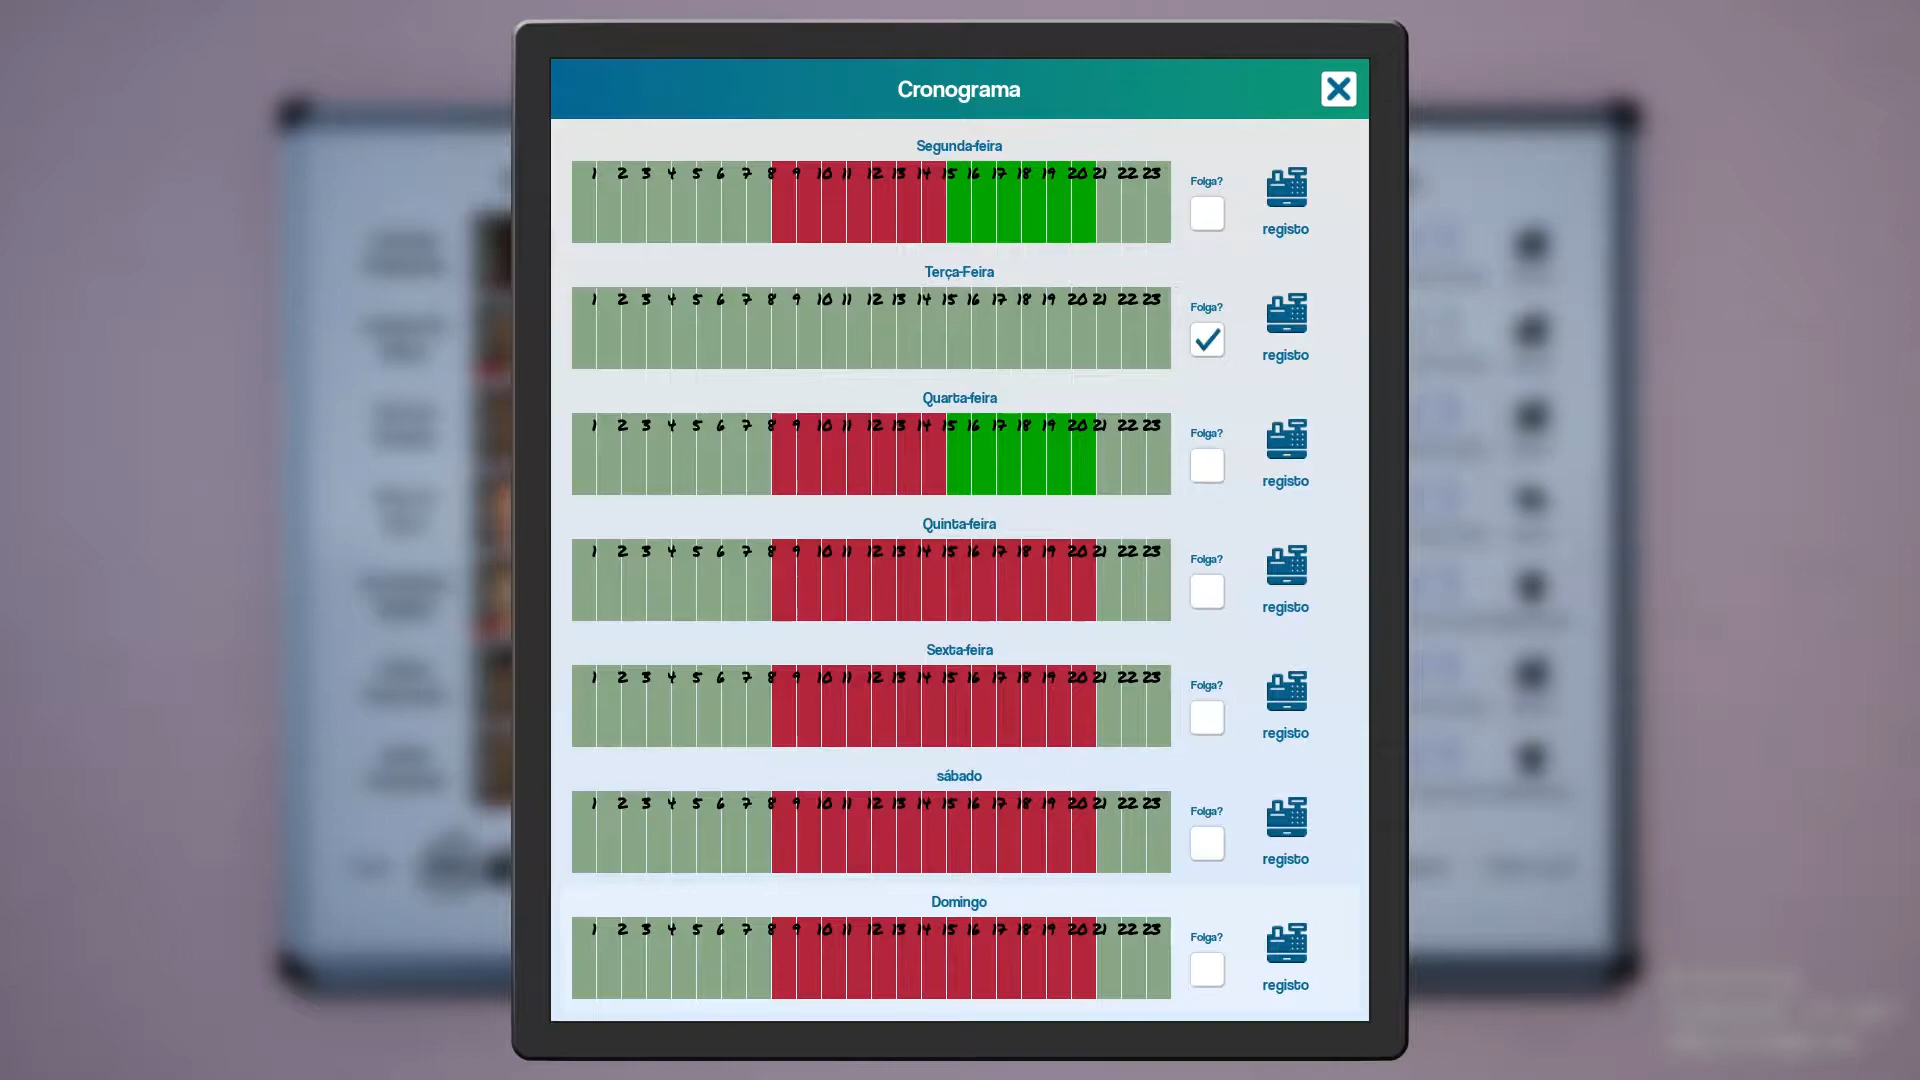 Cronograma
Segunda-feira
1 2 3 4 5 6 7 8 9 10 11 12 13 14 15 16 17 18 19 20 21 22 23
Folga?
registo
Terça-Feira
1 2 3 4 5 6 7 8 9 10 11 12 13 14 15 16 17 18 19 20 21 22 23
Folga?
registo
Quarta-feira
1 2 3 4 5 6 7 8 9 10 11 12 13 14 15 16 17 18 19 20 21 22 23
Folga?
registo
Quinta-feira
1 2 3 4 5 6 7 8 9 10 11 12 13 14 15 16 17 18 19 20 21 22 23
Folga?
registo
Sexta-feira
1 2 3 4 5 6 7 8 9 10 11 12 13 14 15 16 17 18 19 20 21 22 23
Folga?
registo
sábado
1 2 3 4 5 6 7 8 9 10 11 12 13 14 15 16 17 18 19 20 21 22 23
Folga?
registo
Domingo
1 2 3 4 5 6 7 8 9 10 11 12 13 14 15 16 17 18 19 20 21 22 23
Folga?
registo